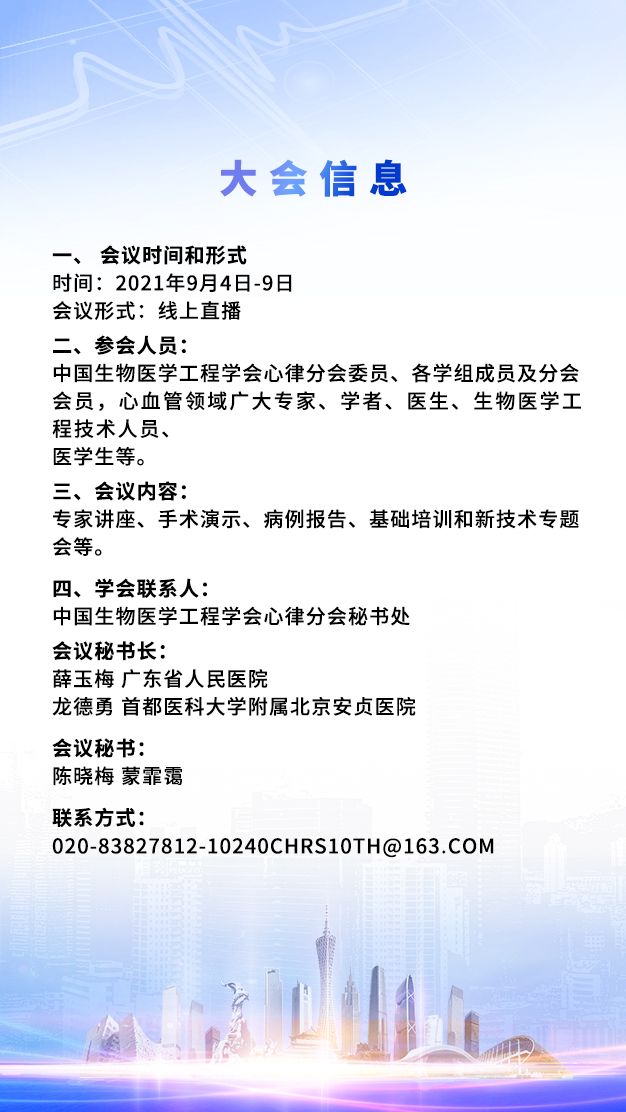 大会信息
一、 会议时间和形式
时间：2021年9月4日-9日
会议形式：线上直播
二、参会人员：
中国生物医学工程学会心律分会委员、各学组成员及分会
会员，心血管领域广大专家、学者、医生、生物医学工
程技术人员、
医学生等。
三、会议内容：
专家讲座、手术演示、病例报告、基础培训和新技术专题
会等。
四、学会联系人：
中国生物医学工程学会心律分会秘书处
会议秘书长：
薛玉梅 广东省人民医院
龙德勇 首都医科大学附属北京安贞医院
会议秘书：
陈晓梅 蒙霏霭
联系方式：
020-83827812-10240CHRS10TH@163.COM